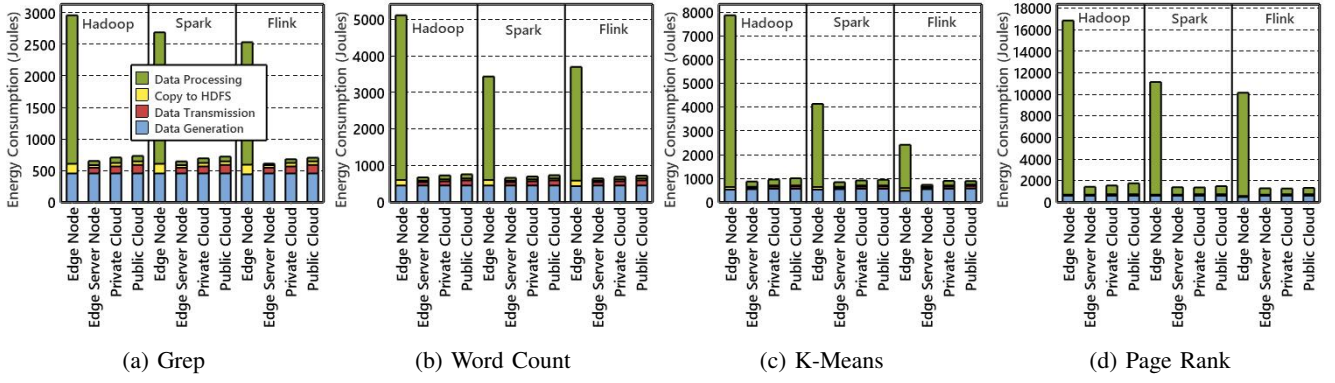 Energy Consumption (Joules)
3000
2500
2000
1500
1000
500
0
Hadoop
Spark
Flink
Data Processing
Copy to HDFS
Data Transmission
Data Generation
Edge Node
Edge Server Node
Private Cloud
Public Cloud
Edge Node
Edge Server Node
Private Cloud
Public Cloud
Edge Node
Edge Server Node
Private Cloud
Public Cloud
(a) Grep
Energy Consumption (Joules)
5000
4000
3000
2000
1000
0
Hadoop
Spark
Flink
Edge Node
Edge Server Node
Private Cloud
Public Cloud
Edge Node
Edge Server Node
Private Cloud
Public Cloud
Edge Node
Edge Server Node
Private Cloud
Public Cloud
(b) Word Count
Energy Consumption (Joules)
8000
7000
6000
5000
4000
3000
2000
1000
0
Hadoop
Spark
Flink
Edge Node
Edge Server Node
Private Cloud
Public Cloud
Edge Node
Edge Server Node
Private Cloud
Public Cloud
Edge Node
Edge Server Node
Private Cloud
Public Cloud
(c) K-Means
Energy Consumption (Joules)
18000
16000
14000
12000
10000
8000
6000
4000
2000
0
Hadoop
Spark
Flink
Edge Node
Edge Server Node
Private Cloud
Public Cloud
Edge Node
Edge Server Node
Private Cloud
Public Cloud
Edge Node
Edge Server Node
Private Cloud
Public Cloud
(d) Page Rank